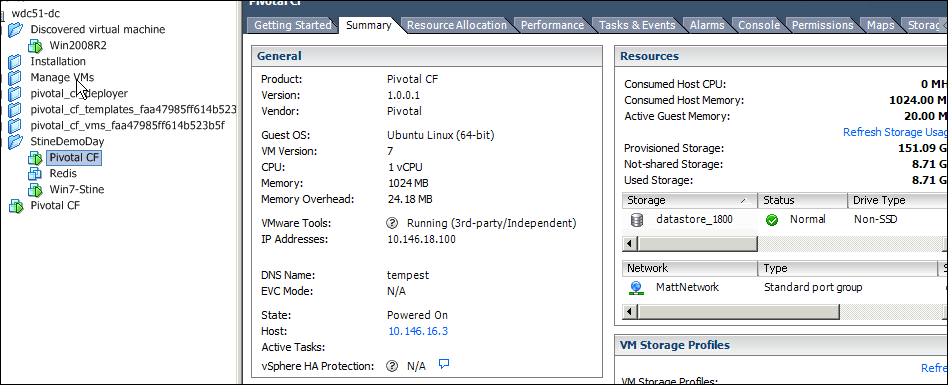 wdc51-dc
Discovered virtual machine
Win2008R2
Installation
Manage VMs
pivotal_cf_deployer
pivotal_cf_templates_faa47985ff614b523
pivotal_cf_vms_faa47985ff614b523b5f
StineDemoDay
Pivotal CF
Redis
Win7-Stine
Pivotal CF
Pivotal CF
Getting Started Summary Resource Allocation Performance Tasks & Events Alarms Console Permissions Maps Storag
General
Product: Pivotal CF
Version: 1.0.0.1
Vendor: Pivotal
Guest OS: Ubuntu Linux (64-bit)
VM Version: 7
CPU: 1 vCPU
Memory: 1024 MB
Memory Overhead: 24.18 MB
VMware Tools: Running (3rd-party/Independent)
IP Addresses: 10.146.18.100
DNS Name: tempest
EVC Mode: N/A
State: Powered On
Host: 10.146.16.3
Active Tasks:
vSphere HA Protection: N/A
Resources
Consumed Host CPU: 0 MH
Consumed Host Memory: 1024.00 M
Active Guest Memory: 20.00 M
Refresh Storage Usag
Provisioned Storage: 151.09 G
Not-shared Storage: 8.71 G
Used Storage: 8.71 G
Storage Status Drive Type
datastore_1800 Normal Non-SSD
Network Type
MattNetwork Standard port group
VM Storage Profiles
Refre
VM Storage Profiles: